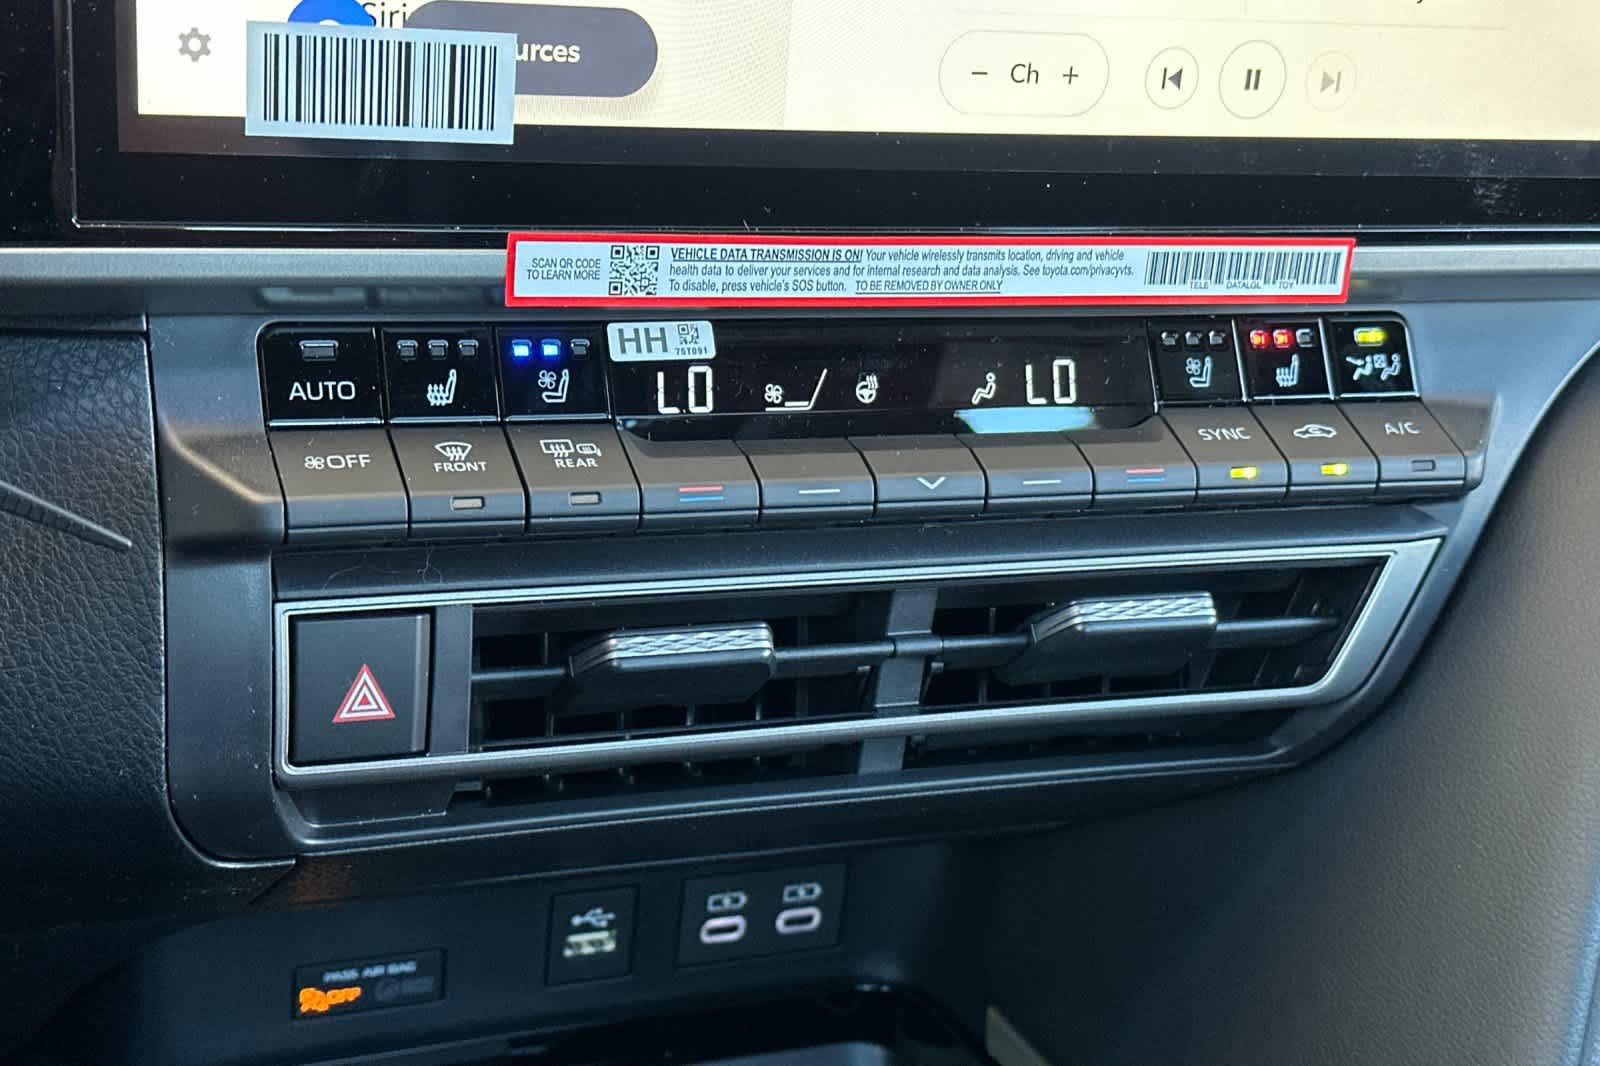 Siri
urces
− Ch +
SCAN QR CODE
TO LEARN MORE
VEHICLE DATA TRANSMISSION IS ON! Your vehicle wirelessly transmits location, driving and vehicle
health data to deliver your services and for internal research and data analysis. See toyota.com/privacyvts.
To disable, press vehicle's SOS button. TO BE REMOVED BY OWNER ONLY
TELE DATALGL TOY
HH
75T091
AUTO
LO
LO
OFF
FRONT
REAR
SYNC
A/C
PASS AIR BAG
OFF